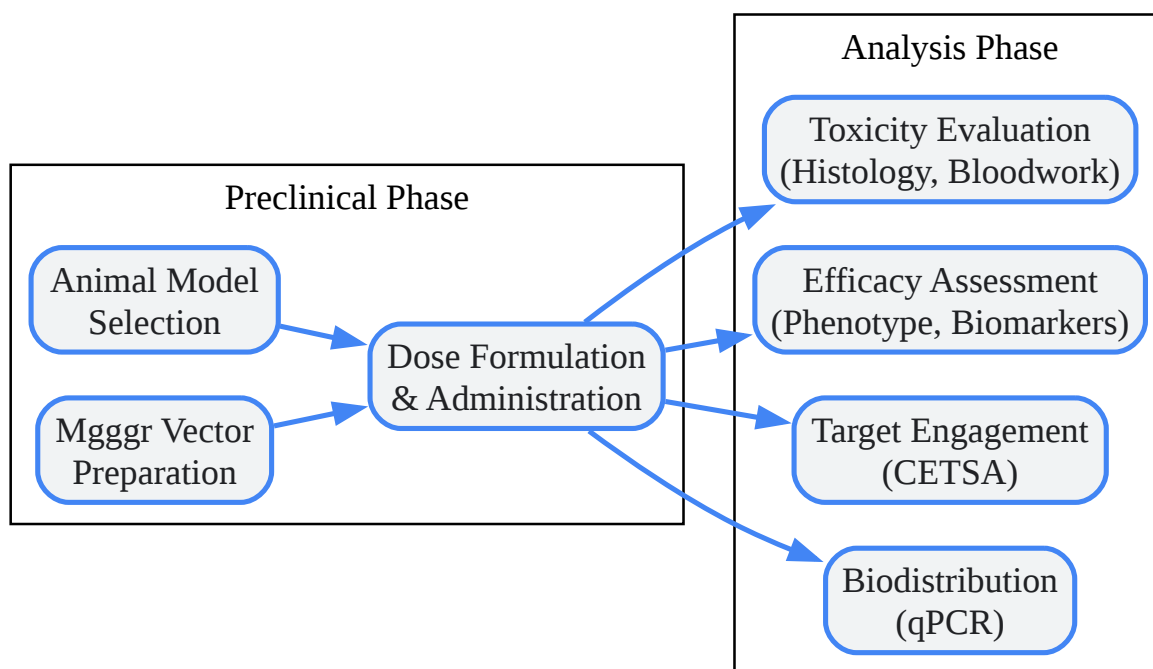 Preclinical Phase
Animal Model
Selection
Mgggr Vector
Preparation
Dose Formulation
& Administration
Analysis Phase
Toxicity Evaluation
(Histology, Bloodwork)
Efficacy Assessment
(Phenotype, Biomarkers)
Target Engagement
(CETSA)
Biodistribution
(qPCR)